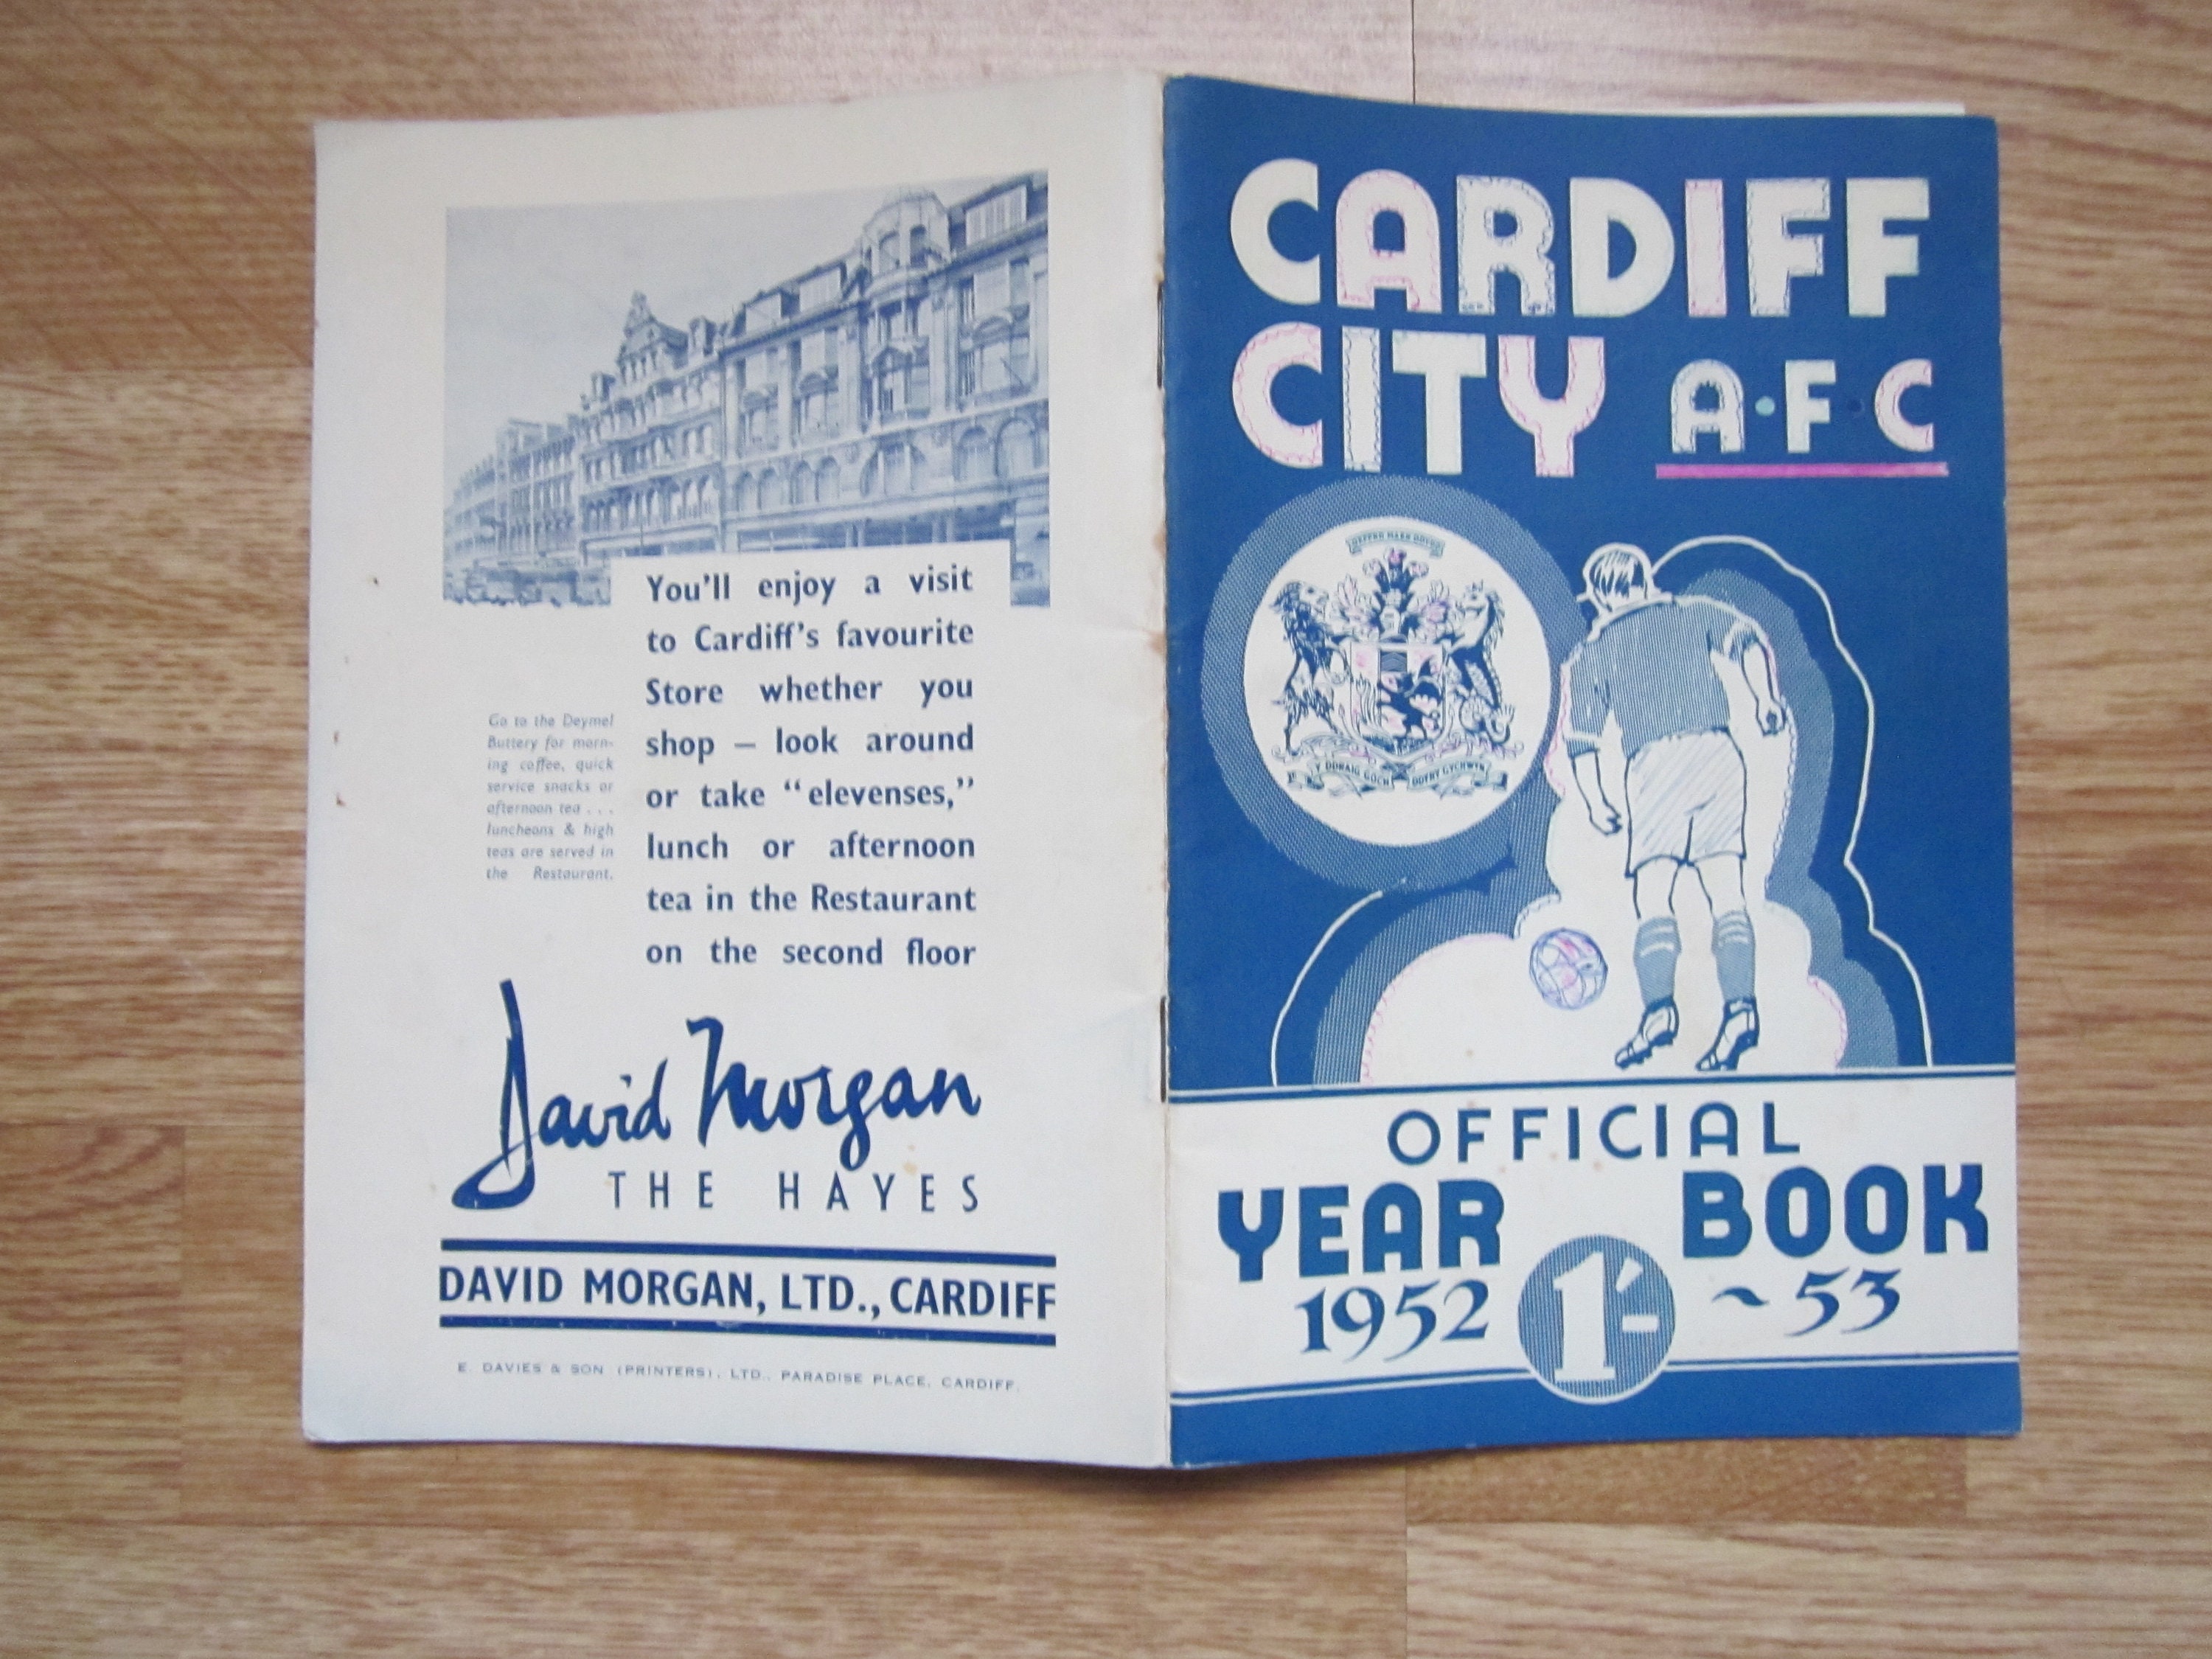 You'll enjoy a visit
to Cardiff's favourite
Store whether you
shop – look around
or take "elevenses,"
lunch or afternoon
tea in the Restaurant
on the second floor
Go to the Deymel
Buttery for morn-
ing coffee, quick
service snacks or
afternoon tea . . .
luncheons & high
teas are served in
the Restaurant.
David Morgan
THE HAYES
DAVID MORGAN, LTD., CARDIFF
E. DAVIES & SON (PRINTERS), LTD., PARADISE PLACE, CARDIFF.
CARDIFF
CITY A·F·C
Y DDRAIG GOCH DDYRY CYCHWYN
OFFICIAL
YEAR BOOK
1952 ~ 53
1'-